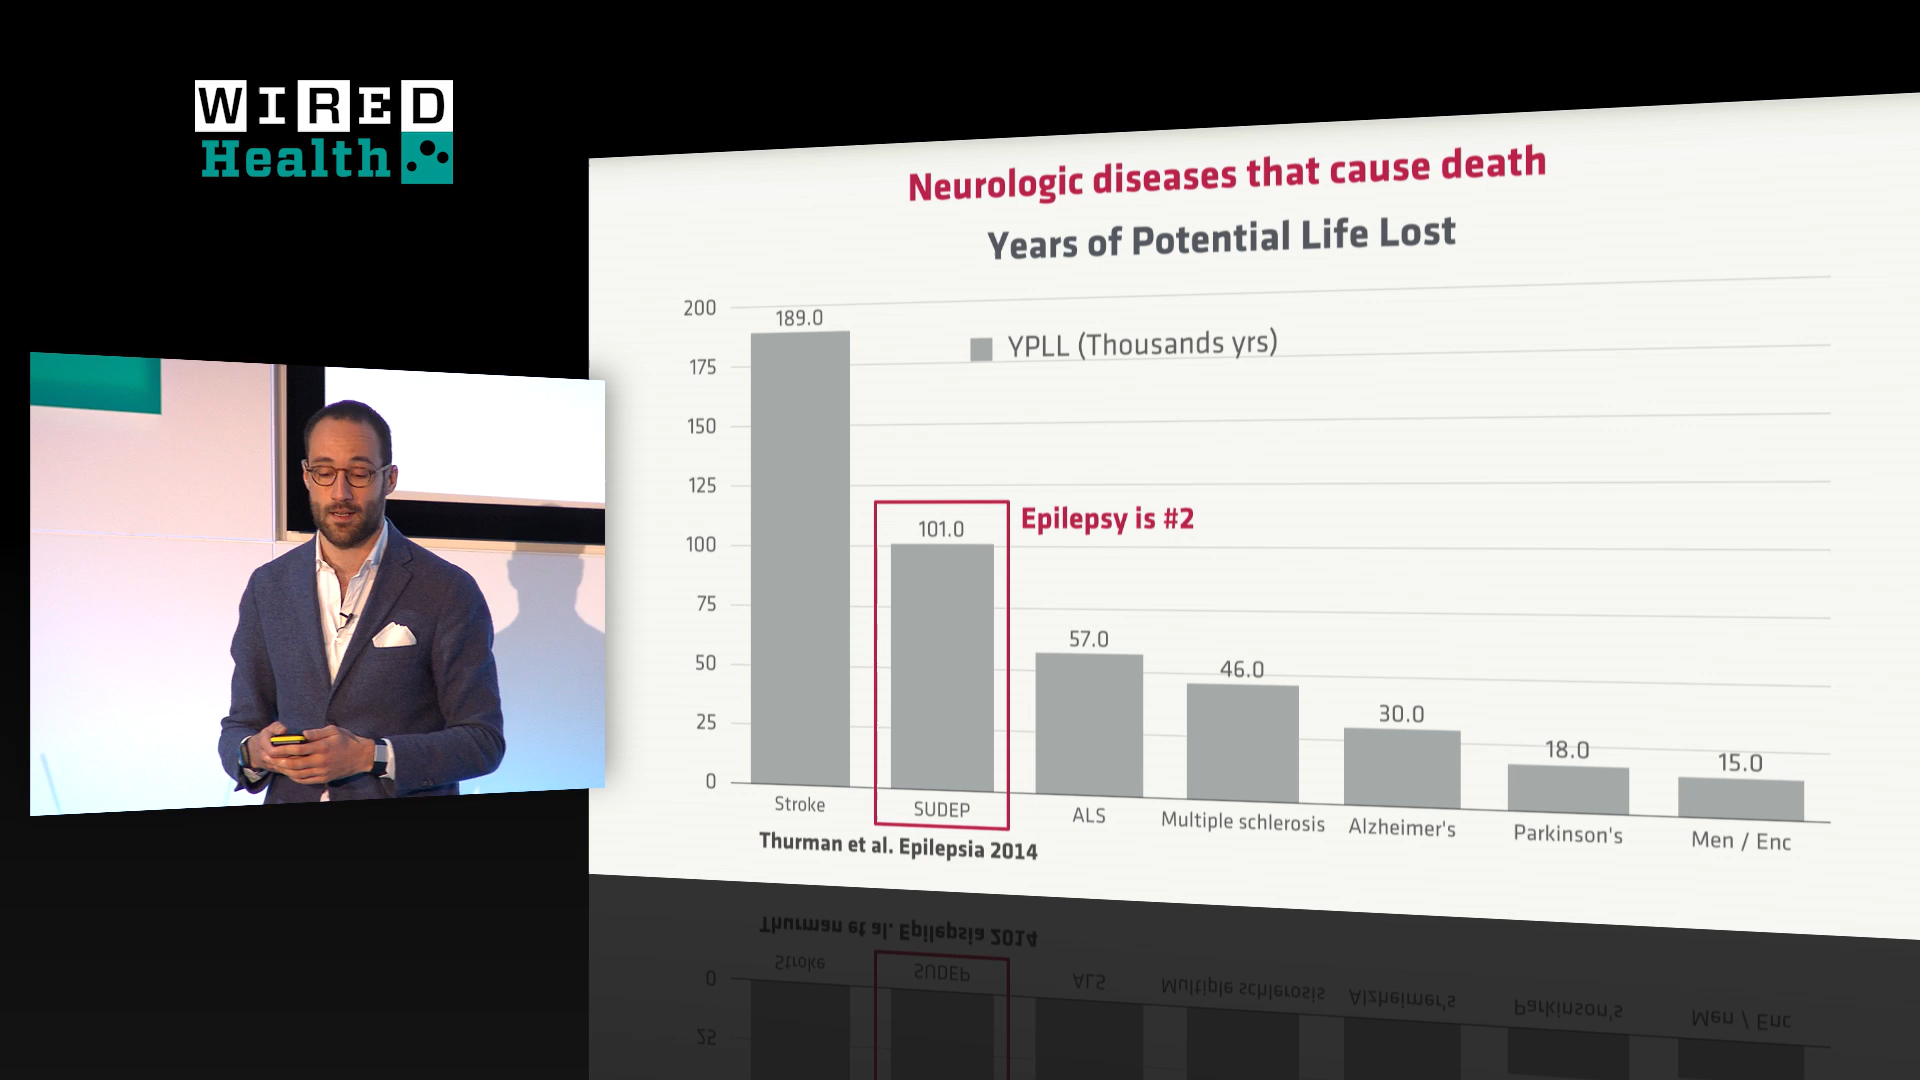 WIRED
Health
Neurologic diseases that cause death
Years of Potential Life Lost
YPLL (Thousands yrs)
200
175
150
125
100
75
50
25
0
189.0
101.0
57.0
46.0
30.0
18.0
15.0
Epilepsy is #2
Stroke
SUDEP
ALS
Multiple schlerosis
Alzheimer's
Parkinson's
Men / Enc
Thurman et al. Epilepsia 2014